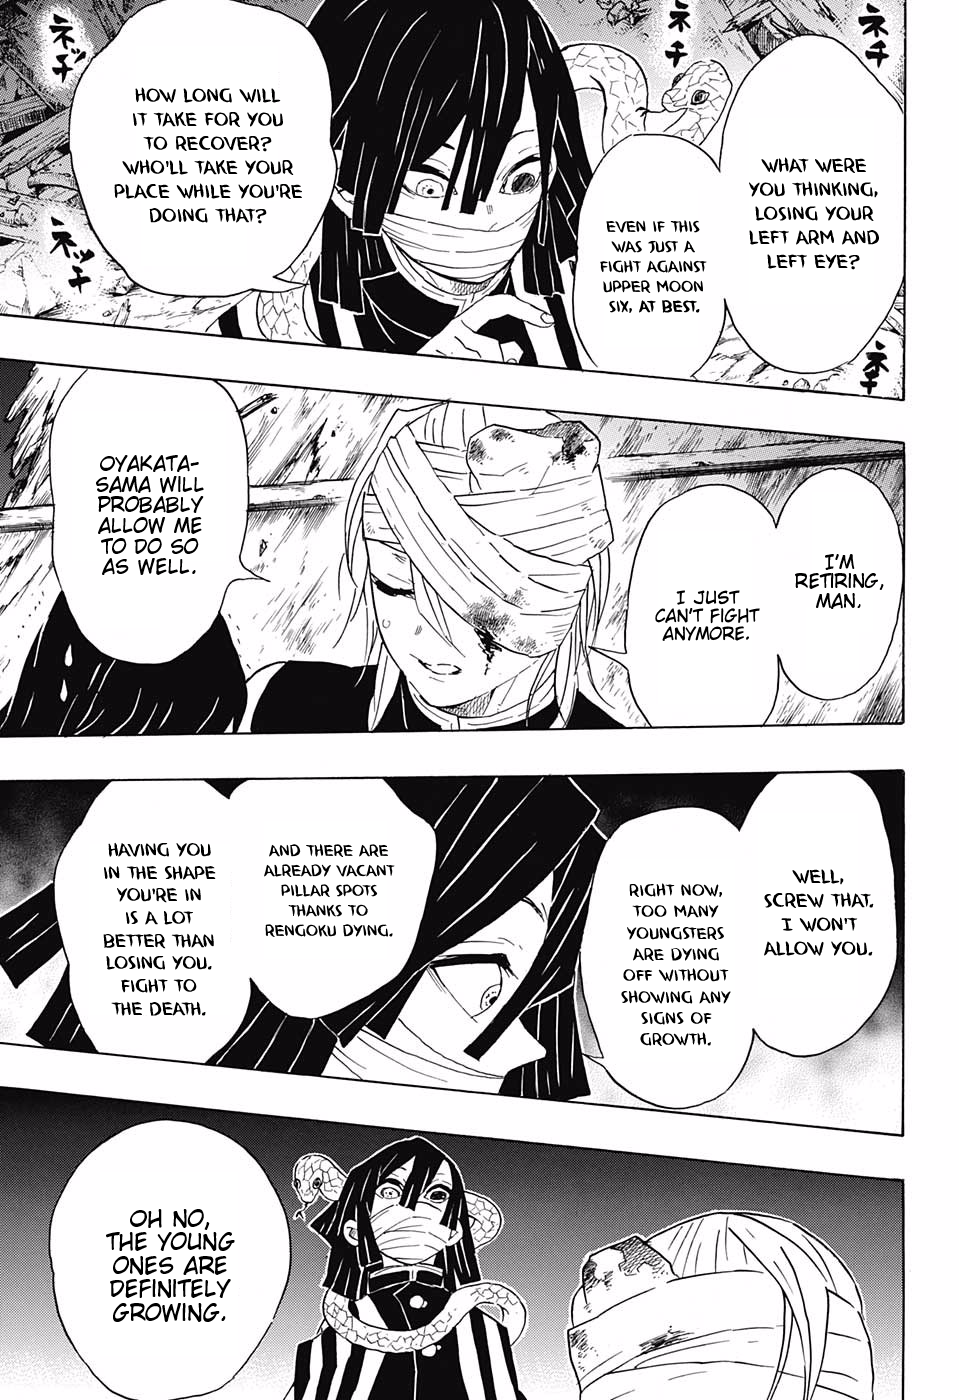 ネチ
WHAT WERE
YOU THINKING,
LOSING YOUR
LEFT ARM AND
LEFT EYE?
EVEN IF THIS
WAS JUST A
FIGHT AGAINST
UPPER MOON
SIX, AT BEST.
ネチ
ネチ
ネッチ
HOW LONG WILL
IT TAKE FOR YOU
TO RECOVER?
WHO'LL TAKE YOUR
PLACE WHILE YOU'RE
DOING THAT?
ネッチ
I'M
RETIRING,
MAN.
I JUST
CAN'T FIGHT
ANYMORE.
OYAKATA-
SAMA WILL
PROBABLY
ALLOW ME
TO DO SO
AS WELL.
WELL,
SCREW THAT.
I WON'T
ALLOW YOU.
RIGHT NOW,
TOO MANY
YOUNGSTERS
ARE DYING
OFF WITHOUT
SHOWING ANY
SIGNS OF
GROWTH.
AND THERE ARE
ALREADY VACANT
PILLAR SPOTS
THANKS TO
RENGOKU DYING.
HAVING YOU
IN THE SHAPE
YOU'RE IN
IS A LOT
BETTER THAN
LOSING YOU.
FIGHT TO
THE DEATH.
OH NO,
THE YOUNG
ONES ARE
DEFINITELY
GROWING.